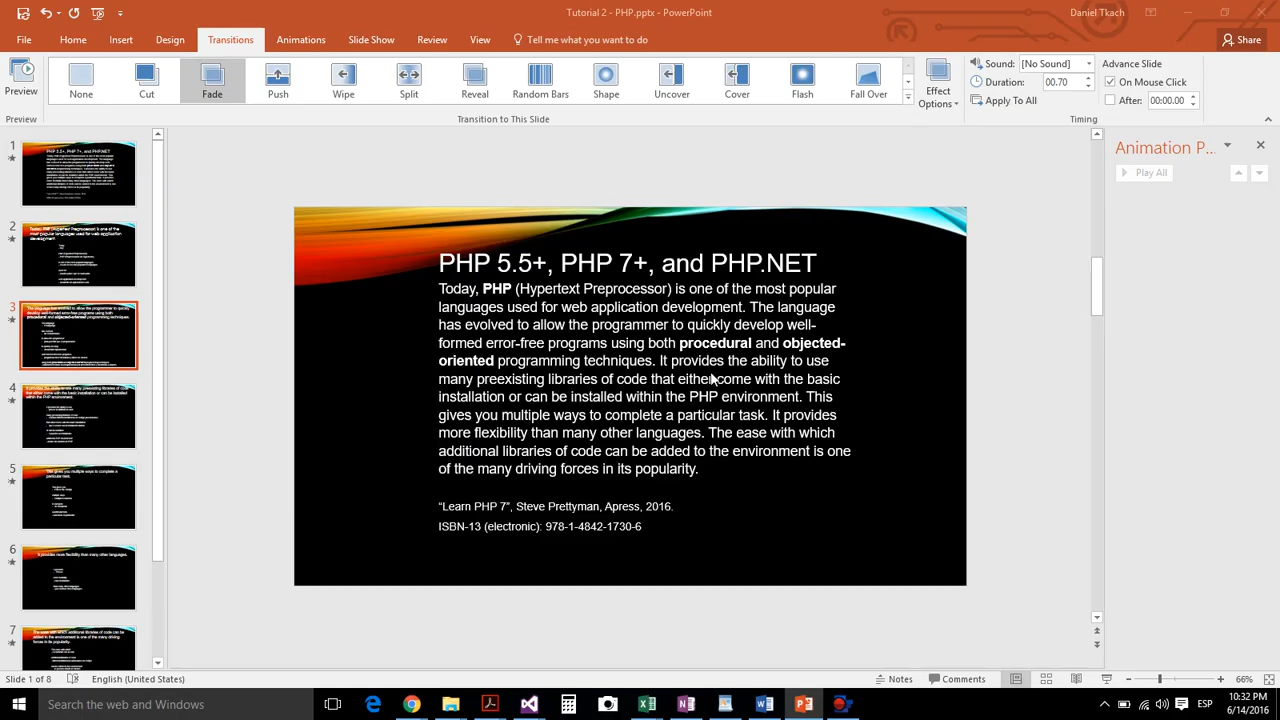 Tutorial 2 - PHP.pptx - PowerPoint
Daniel Tkach
File Home Insert Design Transitions Animations Slide Show Review View Tell me what you want to do
Share
Preview None Cut Fade Push Wipe Split Reveal Random Bars Shape Uncover Cover Flash Fall Over
Effect Options
Sound: [No Sound]
Duration: 00.70
Apply To All
Advance Slide
On Mouse Click
After: 00:00.00
Preview Transition to This Slide Timing
1
2
3
4
5
6
7
PHP 5.5+, PHP 7+, and PHP.NET
Today, PHP (Hypertext Preprocessor) is one of the most popular
languages used for web application development. The language
has evolved to allow the programmer to quickly develop well-
formed error-free programs using both procedural and objected-
oriented programming techniques. It provides the ability to use
many preexisting libraries of code that either come with the basic
installation or can be installed within the PHP environment. This
gives you multiple ways to complete a particular task. It provides
more flexibility than many other languages. The ease with which
additional libraries of code can be added to the environment is one
of the many driving forces in its popularity.
“Learn PHP 7”, Steve Prettyman, Apress, 2016.
ISBN-13 (electronic): 978-1-4842-1730-6
Animation P...
Play All
Slide 1 of 8 English (United States) Notes Comments 66%
Search the web and Windows
ESP
10:32 PM
6/14/2016